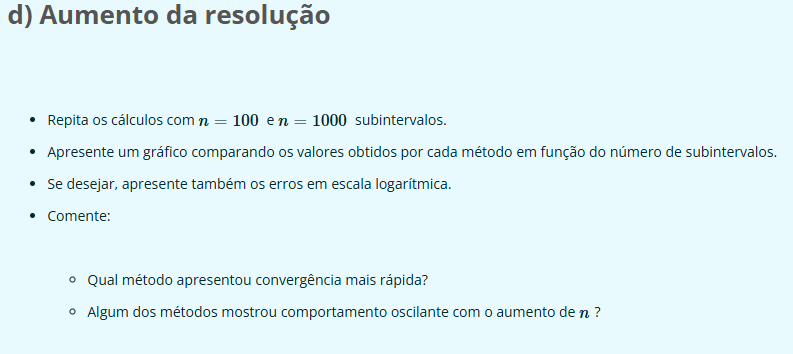 d) Aumento da resolução
• Repita os cálculos com n = 100 e n = 1000 subintervalos.
• Apresente um gráfico comparando os valores obtidos por cada método em função do número de subintervalos.
• Se desejar, apresente também os erros em escala logarítmica.
• Comente:
◦ Qual método apresentou convergência mais rápida?
◦ Algum dos métodos mostrou comportamento oscilante com o aumento de n ?